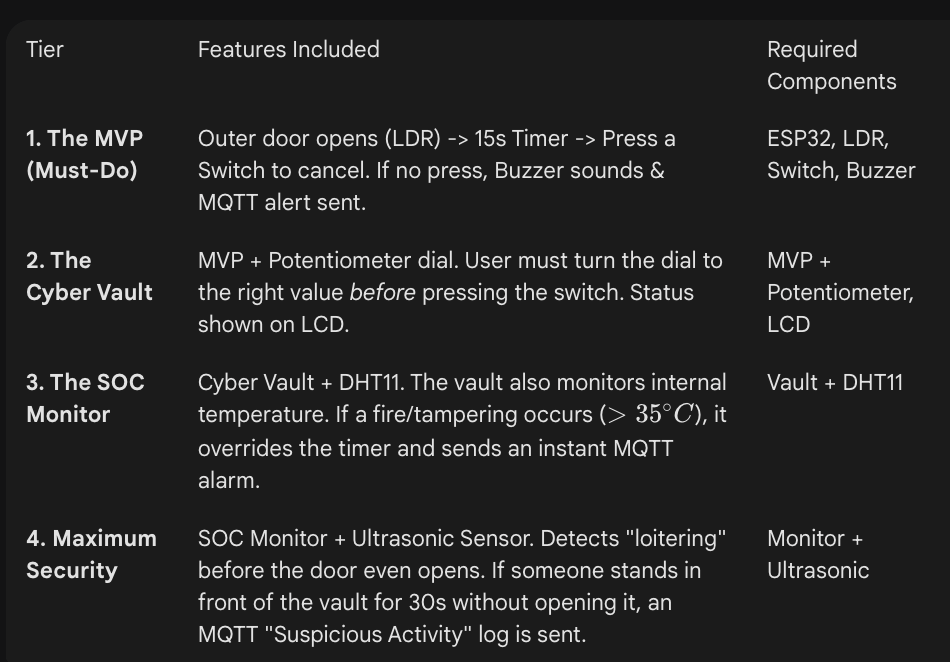 Tier
Features Included
Required
Components
1. The MVP
(Must-Do)
Outer door opens (LDR) -> 15s Timer -> Press a
Switch to cancel. If no press, Buzzer sounds &
MQTT alert sent.
ESP32, LDR,
Switch, Buzzer
2. The
Cyber Vault
MVP + Potentiometer dial. User must turn the dial to
the right value before pressing the switch. Status
shown on LCD.
MVP +
Potentiometer,
LCD
3. The SOC
Monitor
Cyber Vault + DHT11. The vault also monitors internal
temperature. If a fire/tampering occurs (> 35°C), it
overrides the timer and sends an instant MQTT
alarm.
Vault + DHT11
4. Maximum
Security
SOC Monitor + Ultrasonic Sensor. Detects "loitering"
before the door even opens. If someone stands in
front of the vault for 30s without opening it, an
MQTT "Suspicious Activity" log is sent.
Monitor +
Ultrasonic